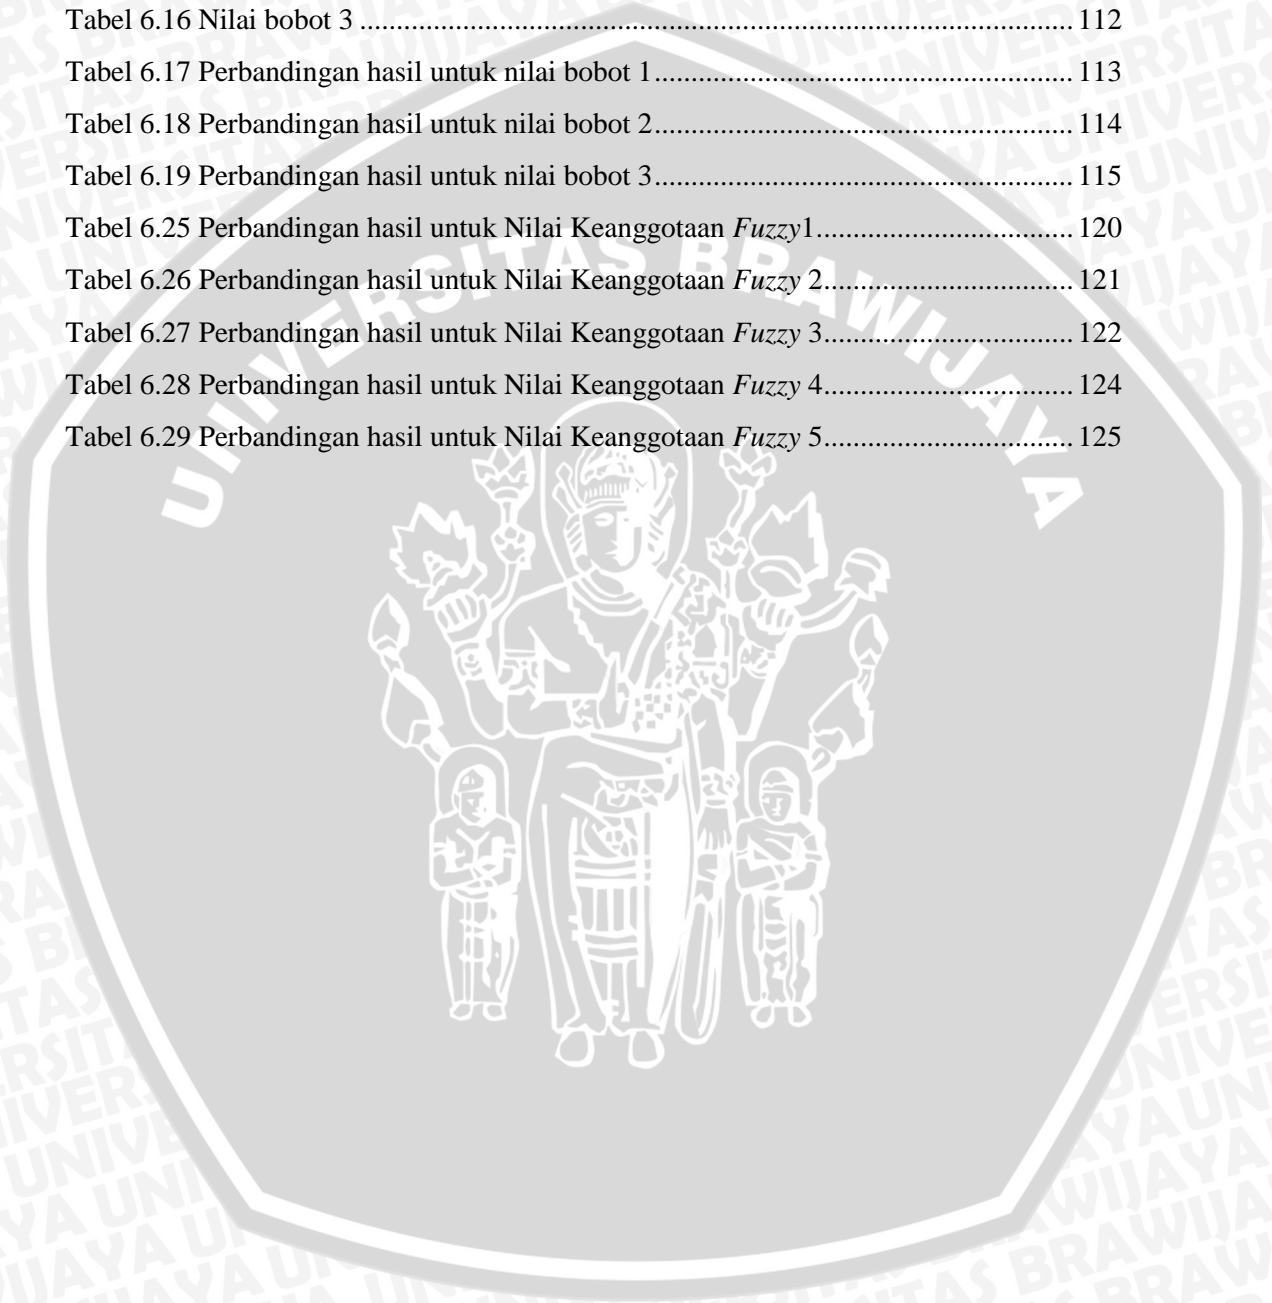 Tabel 6.16 Nilai bobot 3 ................................................................................................ 112
Tabel 6.17 Perbandingan hasil untuk nilai bobot 1......................................................... 113
Tabel 6.18 Perbandingan hasil untuk nilai bobot 2......................................................... 114
Tabel 6.19 Perbandingan hasil untuk nilai bobot 3......................................................... 115
Tabel 6.25 Perbandingan hasil untuk Nilai Keanggotaan Fuzzy1................................... 120
Tabel 6.26 Perbandingan hasil untuk Nilai Keanggotaan Fuzzy 2.................................. 121
Tabel 6.27 Perbandingan hasil untuk Nilai Keanggotaan Fuzzy 3.................................. 122
Tabel 6.28 Perbandingan hasil untuk Nilai Keanggotaan Fuzzy 4.................................. 124
Tabel 6.29 Perbandingan hasil untuk Nilai Keanggotaan Fuzzy 5.................................. 125
UNIVERSITAS BRAWIJAYA